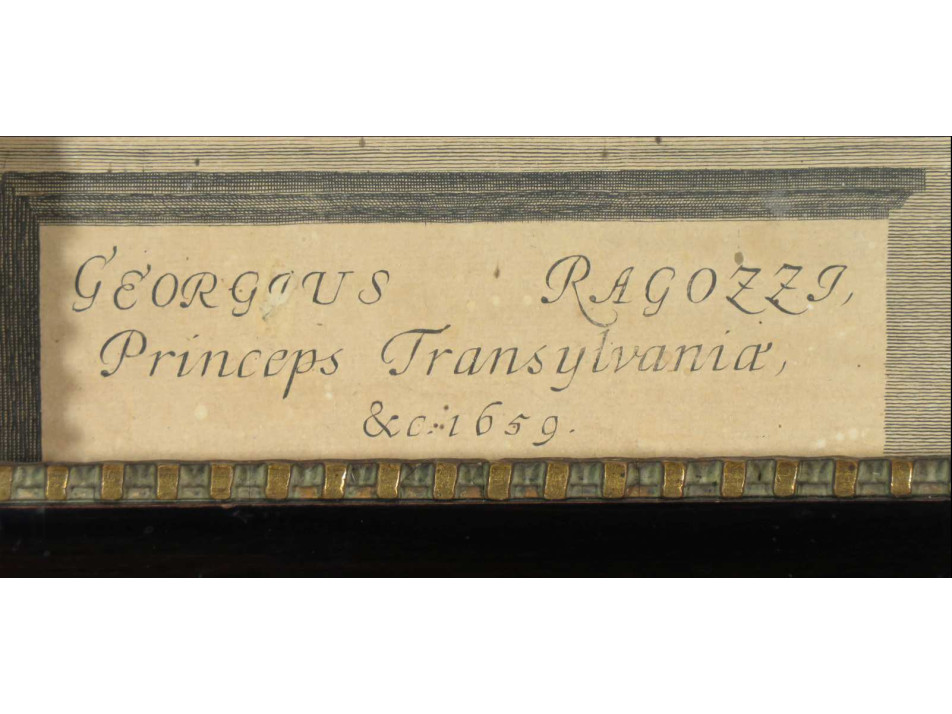 GEORGIUS RAGOZZI,
Princeps Transylvaniæ,
&c: 1659.